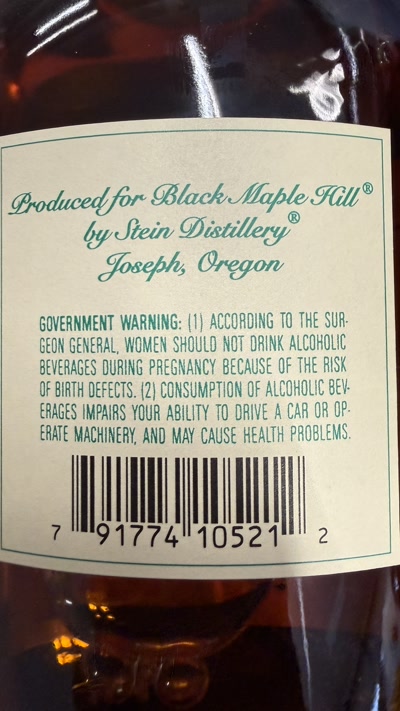 Produced for Black Maple Hill®
by Stein Distillery®
Joseph, Oregon
GOVERNMENT WARNING: (1) ACCORDING TO THE SUR-
GEON GENERAL, WOMEN SHOULD NOT DRINK ALCOHOLIC
BEVERAGES DURING PREGNANCY BECAUSE OF THE RISK
OF BIRTH DEFECTS. (2) CONSUMPTION OF ALCOHOLIC BEV-
ERAGES IMPAIRS YOUR ABILITY TO DRIVE A CAR OR OP-
ERATE MACHINERY, AND MAY CAUSE HEALTH PROBLEMS.
7 91774 10521 2